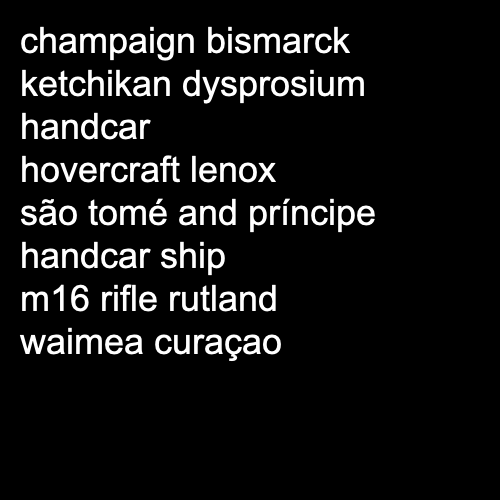 champaign bismarck
ketchikan dysprosium
handcar
hovercraft lenox
são tomé and príncipe
handcar ship
m16 rifle rutland
waimea curaçao